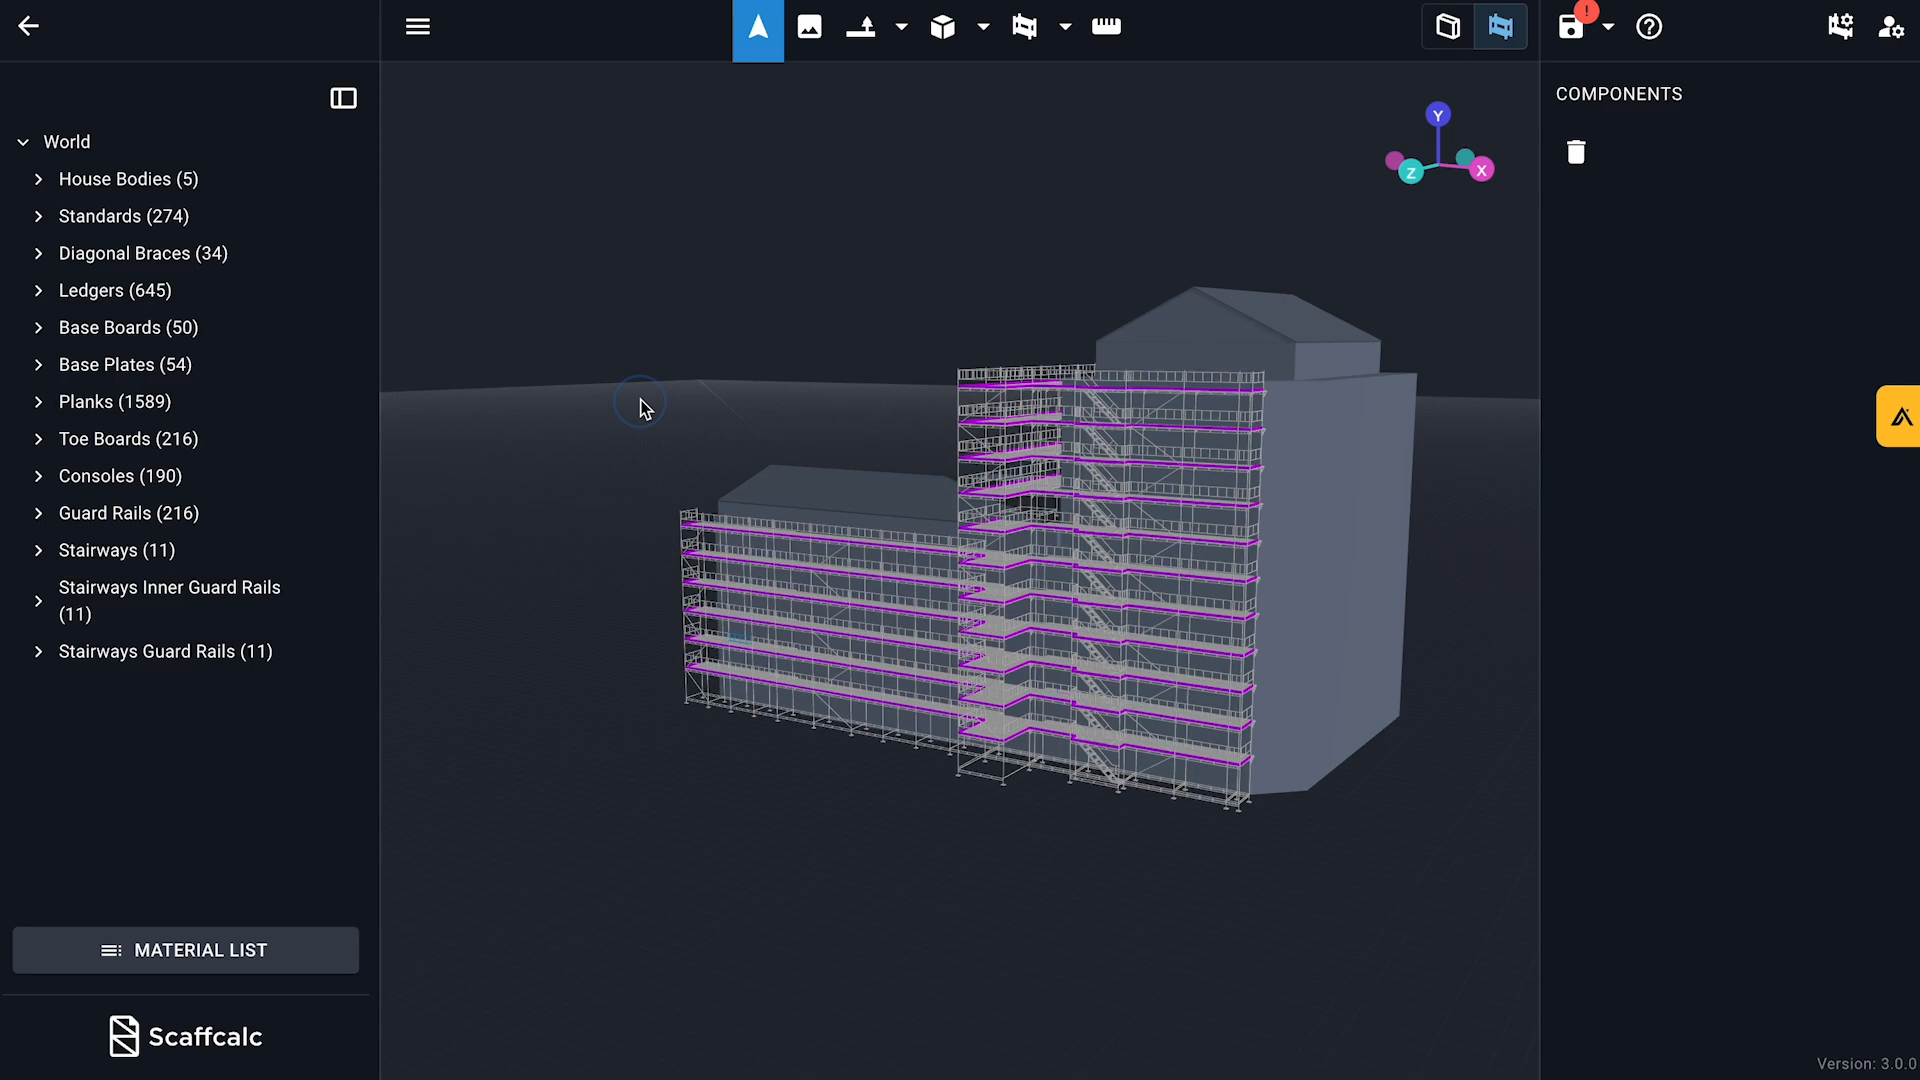 COMPONENTS
Y
Z
X
World
House Bodies (5)
Standards (274)
Diagonal Braces (34)
Ledgers (645)
Base Boards (50)
Base Plates (54)
Planks (1589)
Toe Boards (216)
Consoles (190)
Guard Rails (216)
Stairways (11)
Stairways Inner Guard Rails
(11)
Stairways Guard Rails (11)
MATERIAL LIST
Scaffcalc
Version: 3.0.0